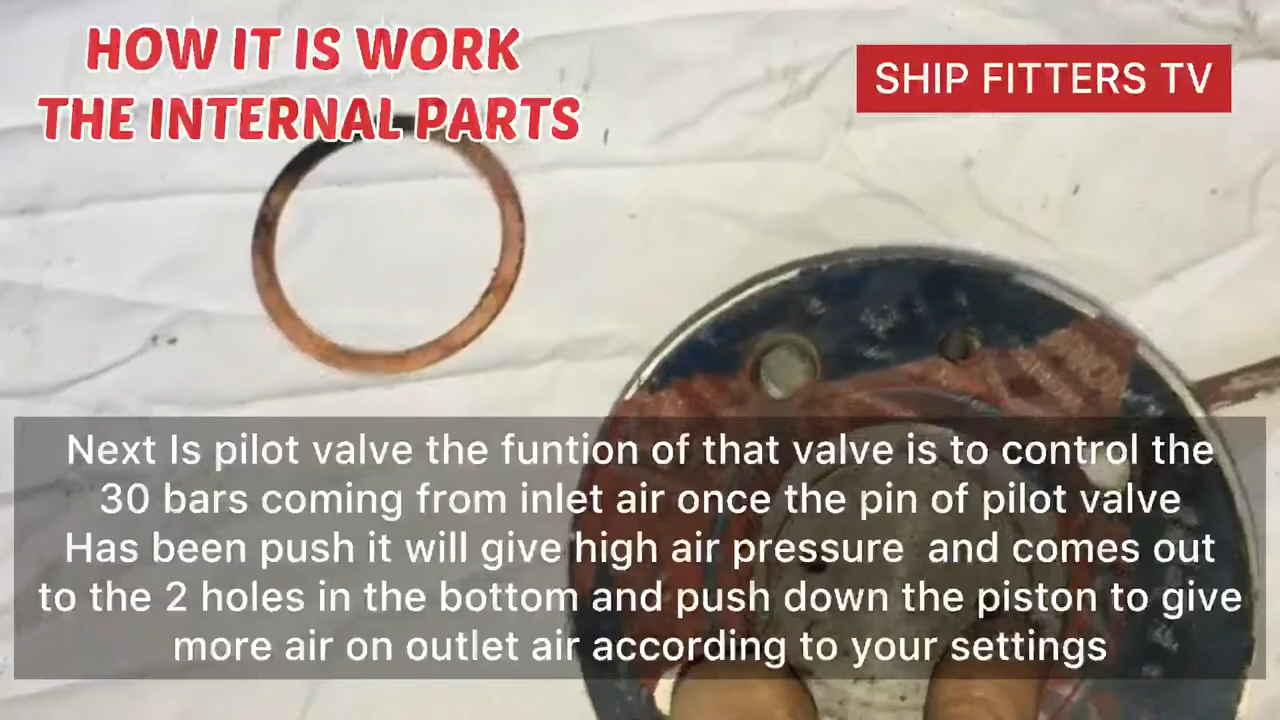 HOW IT IS WORK
THE INTERNAL PARTS
SHIP FITTERS TV
Next Is pilot valve the funtion of that valve is to control the
30 bars coming from inlet air once the pin of pilot valve
Has been push it will give high air pressure  and comes out
to the 2 holes in the bottom and push down the piston to give
more air on outlet air according to your settings